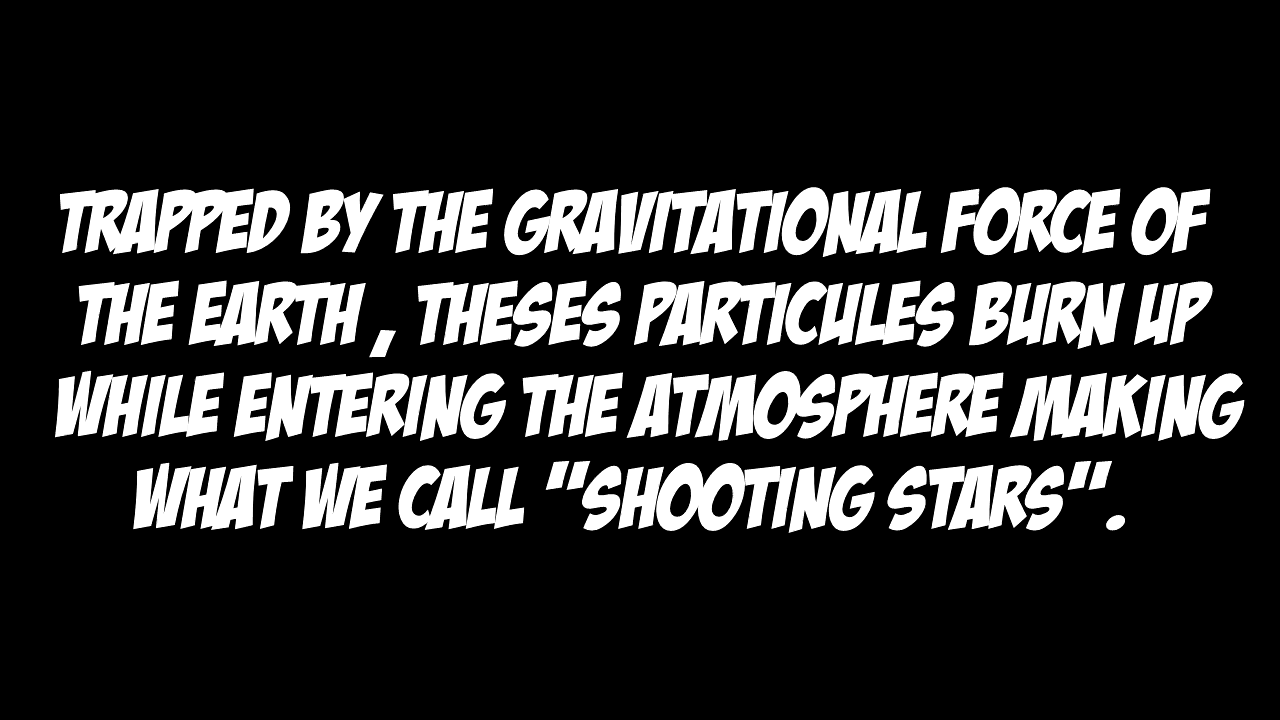 TRAPPED BY THE GRAVITATIONAL FORCE OF
THE EARTH , THESES PARTICULES BURN UP
WHILE ENTERING THE ATMOSPHERE MAKING
WHAT WE CALL "SHOOTING STARS".